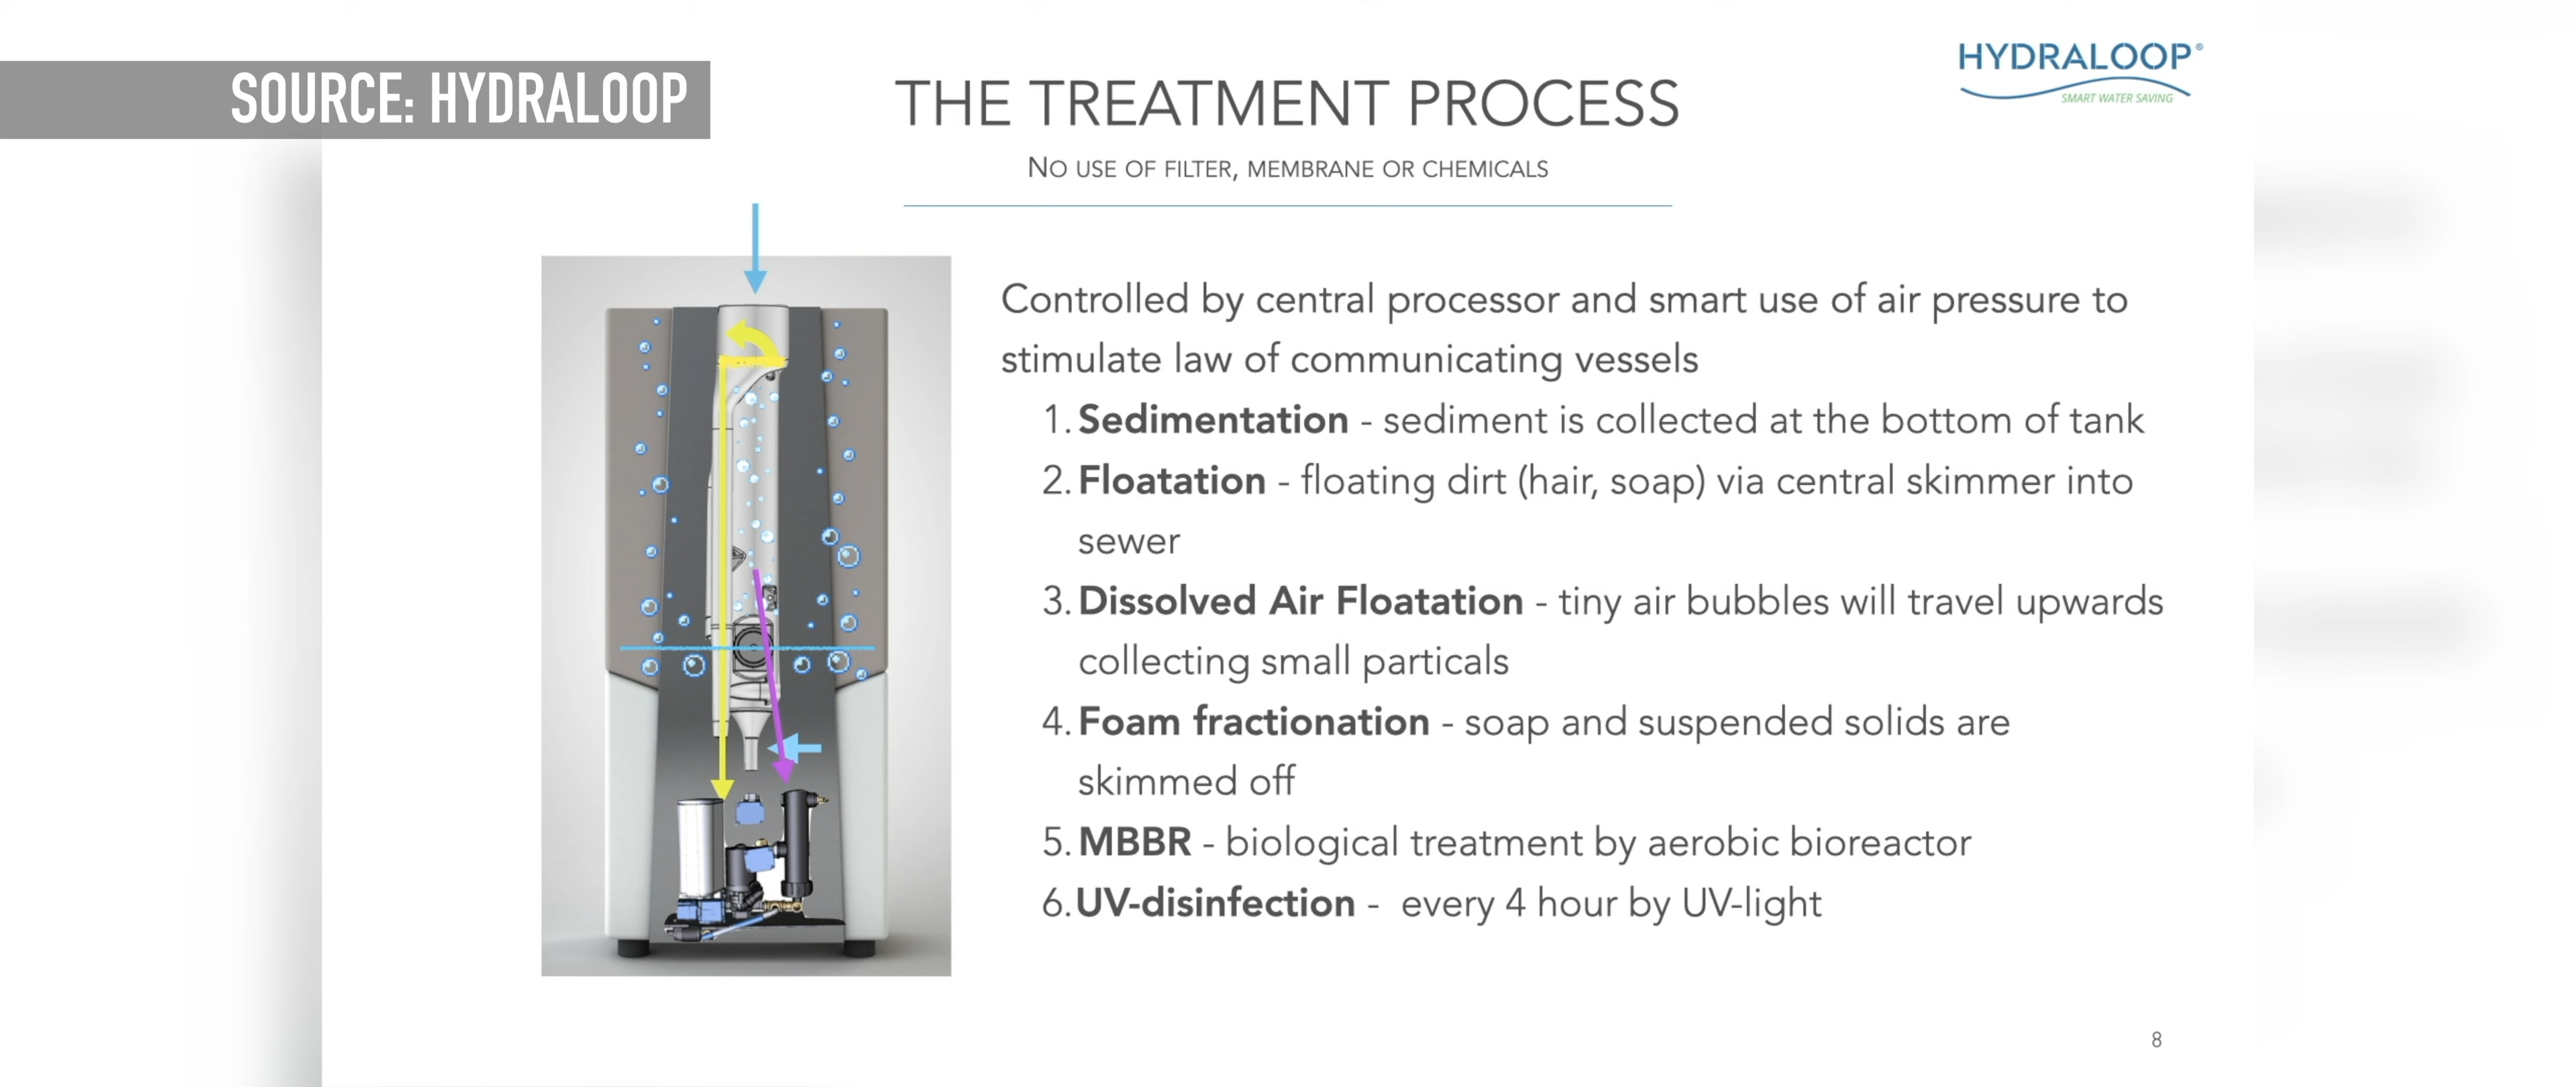 SOURCE: HYDRALOOP
HYDRALOOP®
SMART WATER SAVING
THE TREATMENT PROCESS
NO USE OF FILTER, MEMBRANE OR CHEMICALS
Controlled by central processor and smart use of air pressure to
stimulate law of communicating vessels
1. Sedimentation - sediment is collected at the bottom of tank
2. Floatation - floating dirt (hair, soap) via central skimmer into
sewer
3. Dissolved Air Floatation - tiny air bubbles will travel upwards
collecting small particals
4. Foam fractionation - soap and suspended solids are
skimmed off
5. MBBR - biological treatment by aerobic bioreactor
6. UV-disinfection - every 4 hour by UV-light
8